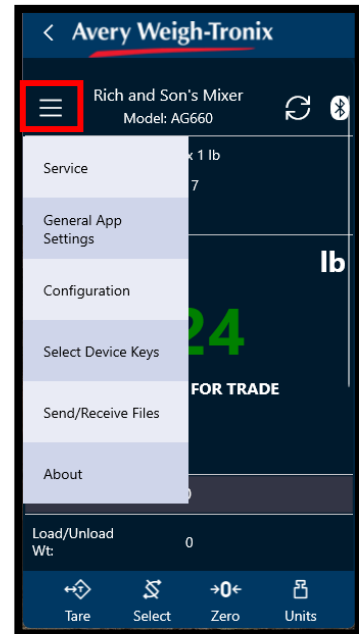 Avery Weigh-Tronix
Rich and Son's Mixer
Model: AG660
x 1 lb
7
Service
General App
Settings
lb
Configuration
24
Select Device Keys
FOR TRADE
Send/Receive Files
About
Load/Unload
Wt:
0
→0←
Tare
Select
Zero
Units